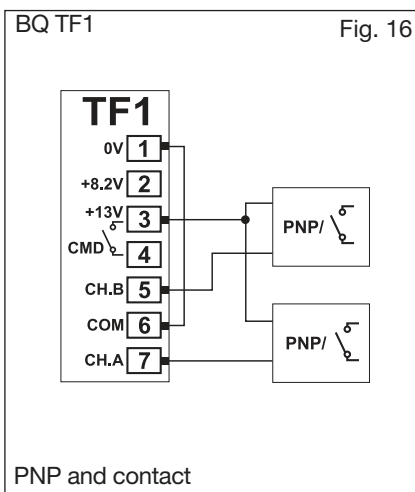 BQ TF1
Fig. 16
TF1
0V 1
+8.2V 2
+13V 3
CMD 4
CH.B 5
COM 6
CH.A 7
PNP/
PNP/
PNP and contact